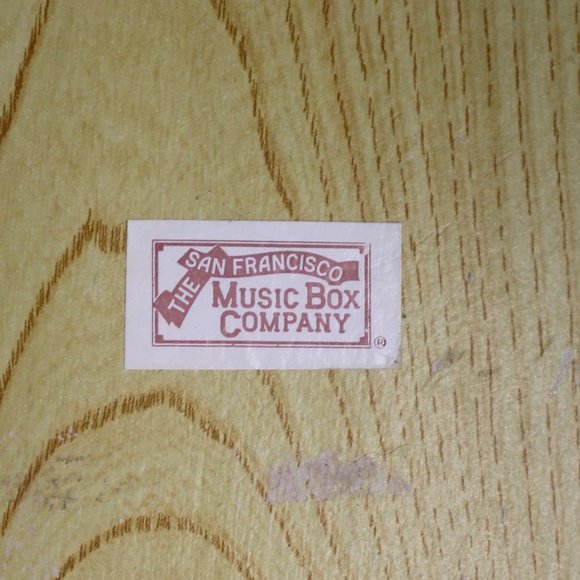 THE
SAN FRANCISCO
MUSIC BOX
COMPANY
®